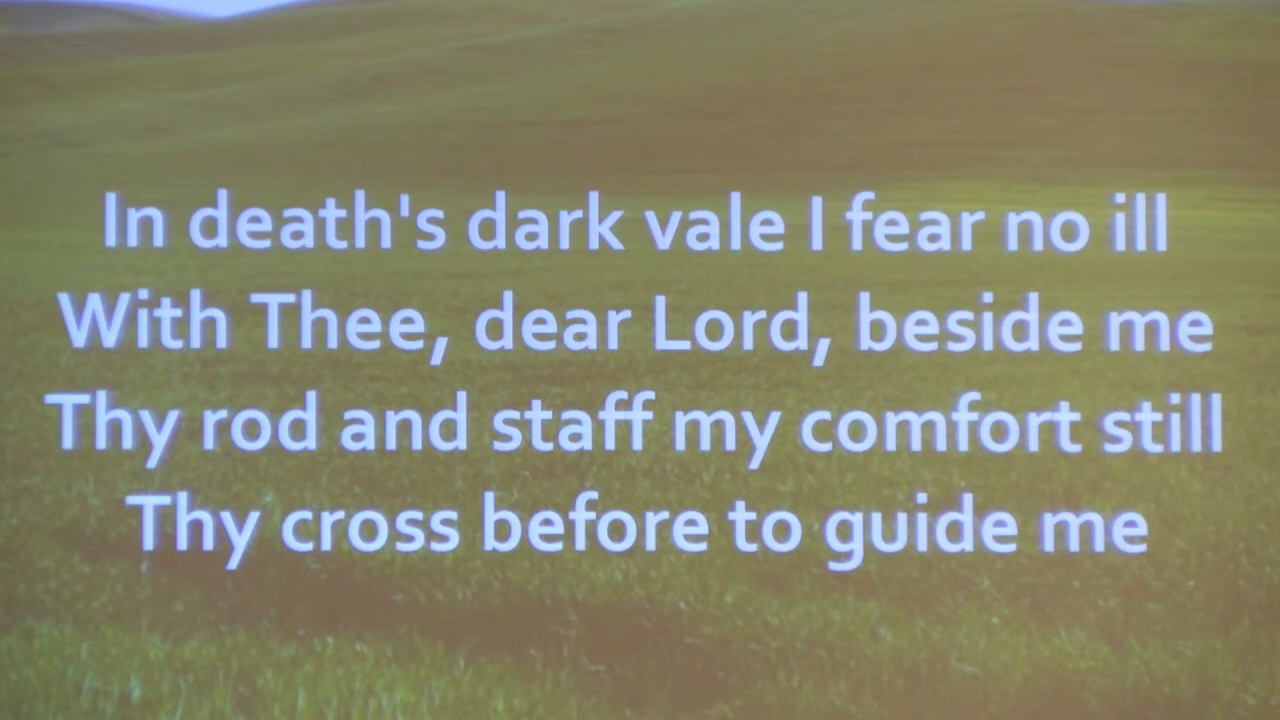 In death's dark vale I fear no ill
With Thee, dear Lord, beside me
Thy rod and staff my comfort still
Thy cross before to guide me